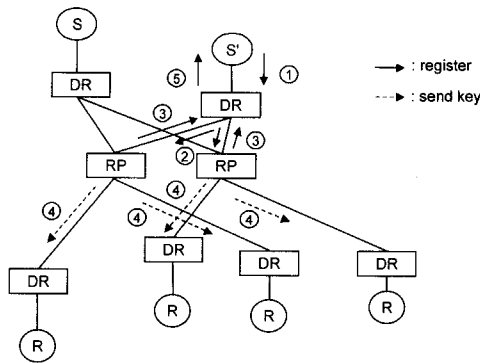 S
S'
⑤
①
: register
DR
DR
③
: send key
②
③
RP
RP
④
④
④
④
DR
DR
DR
DR
R
R
R
R